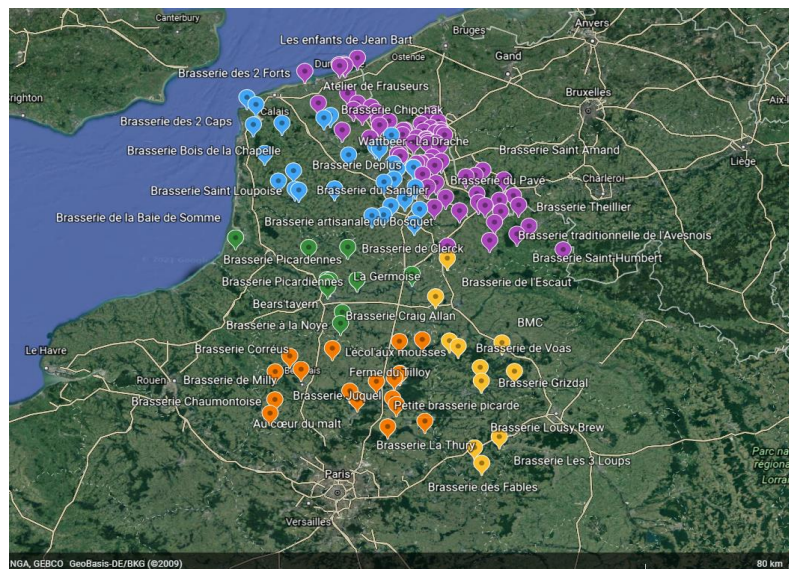 Canterbury
Anvers
Bruges
Les enfants de Jean Bart
Ostende
Gand
Dun
Brasserie des 2 Forts
Bruxelles
Atelier de Frauseurs
righton
Aix-l
Calais
Brasserie Chipchak
Brasserie des 2 Caps
Wattbeer - La Drache
Brasserie Bois de la Chapelle
Brasserie Saint Amand
Liège
Brasserie Deplus
Brasserie du Pavé
Charleroi
Brasserie Saint Loupoise
Brasserie du Sanglier
Brasserie Theillier
Brasserie de la Baie de Somme
Brasserie artisanale du Bosquet
Brasserie traditionnelle de l'Avesnois
Brasserie de Clerck
Brasserie Picardennes
Brasserie Saint-Humbert
La Germoise
Brasserie Picardiennes
Brasserie de l'Escaut
Bears tavern
Brasserie Craig Allan
BMC
Brasserie à la Noye
Le Havre
Brasserie Corréus
L'écol'aux mousses
Brasserie de Voas
Rouen
Brasserie de Milly
Ferme du Tilloy
Brasserie Grizdal
Brasserie Chaumontoise
Brasserie Juquel
Petite brasserie picarde
Au cœur du malt
Brasserie Lousy Brew
Brasserie La Thury
Parc na
régiona
Lorrai
Brasserie Les 3 Loups
Paris
Brasserie des Fables
Versailles
NGA, GEBCO GeoBasis-DE/BKG (©2009)
80 km